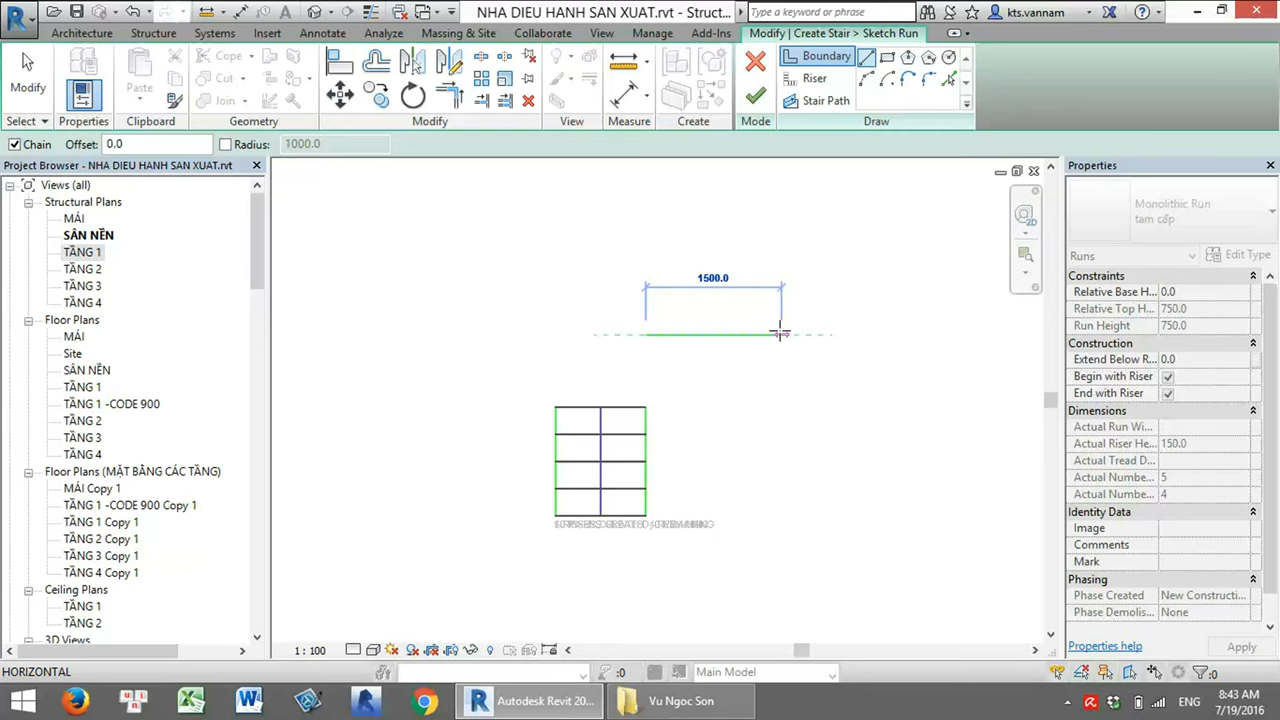 NHA DIEU HANH SAN XUAT.rvt - Struct...
Type a keyword or phrase
kts.vannam
Architecture Structure Systems Insert Annotate Analyze Massing & Site Collaborate View Manage Add-Ins Modify | Create Stair > Sketch Run
Modify
Paste
Cope
Cut
Join
Boundary
Riser
Stair Path
Select Properties Clipboard Geometry Modify View Measure Create Mode Draw
Chain Offset: 0.0 Radius: 1000.0
Project Browser - NHA DIEU HANH SAN XUAT.rvt
Views (all)
Structural Plans
MÁI
SÂN NỀN
TẦNG 1
TẦNG 2
TẦNG 3
TẦNG 4
Floor Plans
MÁI
Site
SÂN NỀN
TẦNG 1
TẦNG 1 -CODE 900
TẦNG 2
TẦNG 3
TẦNG 4
Floor Plans (MẶT BẰNG CÁC TẦNG)
MÁI Copy 1
TẦNG 1 -CODE 900 Copy 1
TẦNG 1 Copy 1
TẦNG 2 Copy 1
TẦNG 3 Copy 1
TẦNG 4 Copy 1
Ceiling Plans
TẦNG 1
TẦNG 2
3D Views
2D
1500.0
1 : 100
Properties
Monolithic Run
tam cấp
Runs Edit Type
Constraints
Relative Base H... 0.0
Relative Top H... 750.0
Run Height 750.0
Construction
Extend Below R... 0.0
Begin with Riser
End with Riser
Dimensions
Actual Run Wi...
Actual Riser He... 150.0
Actual Tread D...
Actual Numbe... 5
Actual Numbe... 4
Identity Data
Image
Comments
Mark
Phasing
Phase Created New Constructi...
Phase Demolis... None
Properties help Apply
HORIZONTAL
:0 Main Model :0
Autodesk Revit 20... Vu Ngoc Son
ENG
8:43 AM
7/19/2016